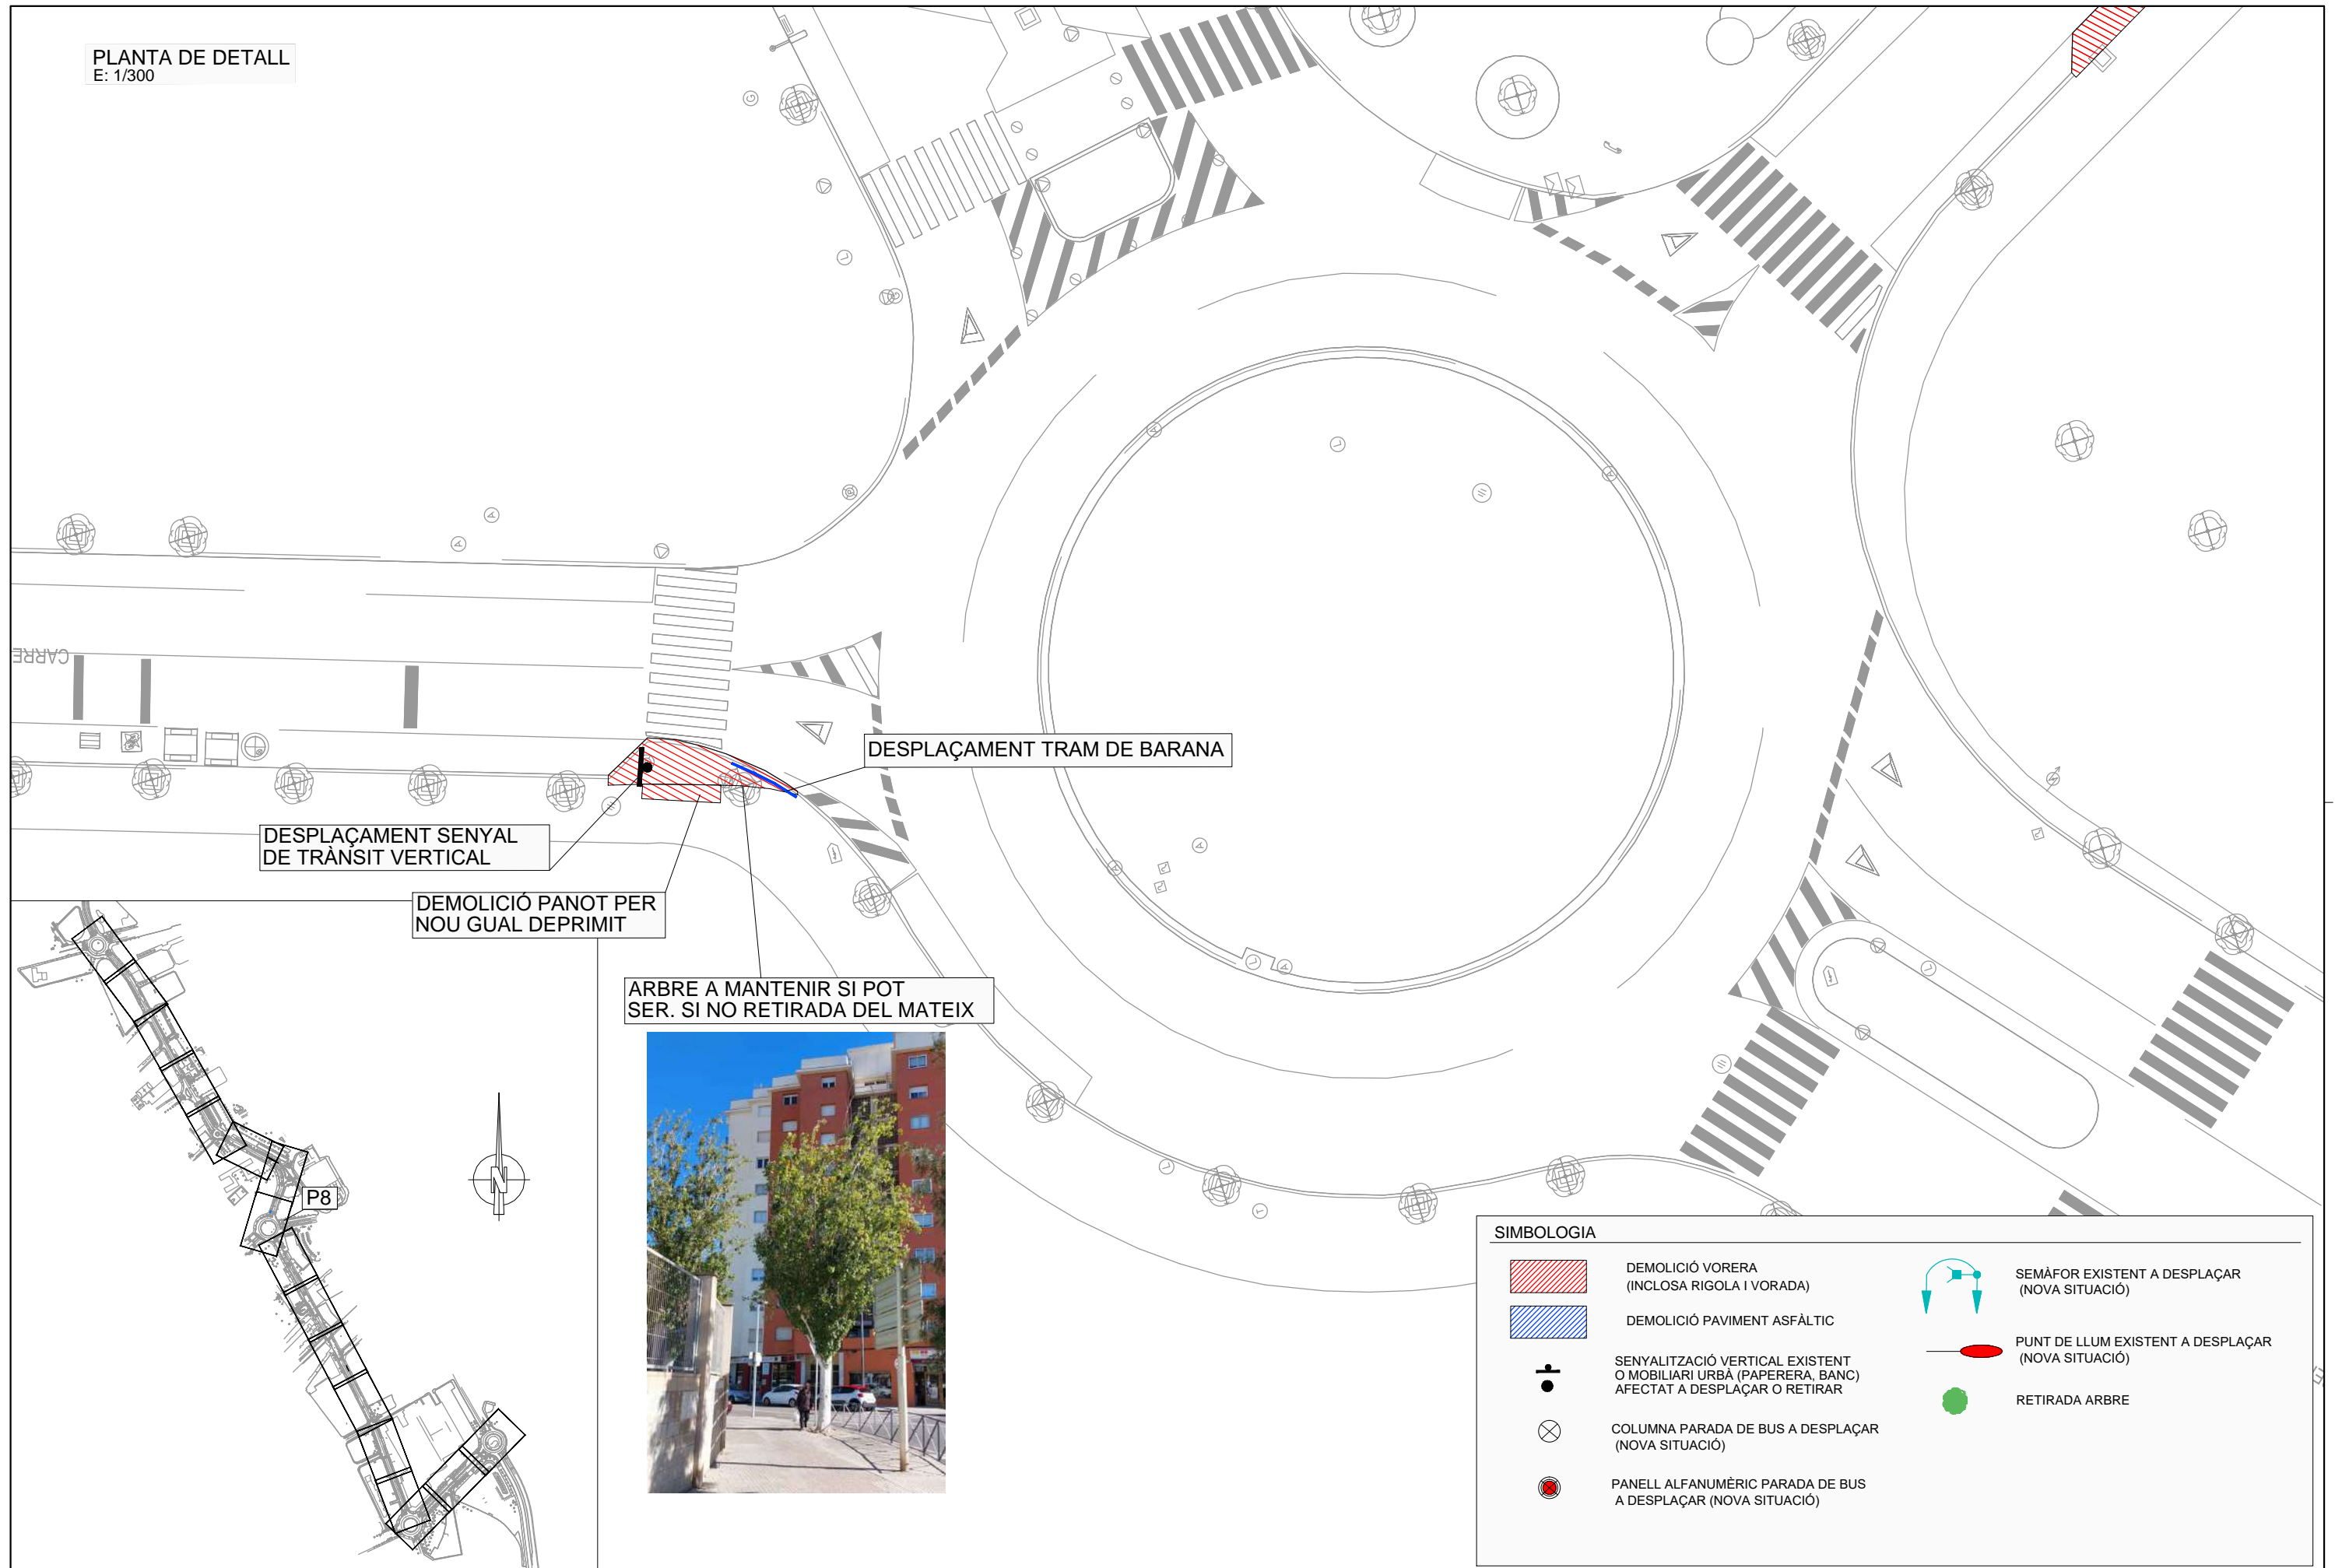 PLANTA DE DETALL
E: 1/300
CARRE
DESPLAÇAMENT TRAM DE BARANA
DESPLAÇAMENT SENYAL
DE TRÀNSIT VERTICAL
DEMOLICIÓ PANOT PER
NOU GUAL DEPRIMIT
ARBRE A MANTENIR SI POT
SER. SI NO RETIRADA DEL MATEIX
P8
N
SIMBOLOGIA
DEMOLICIÓ VORERA
(INCLOSA RIGOLA I VORADA)
DEMOLICIÓ PAVIMENT ASFÀLTIC
SENYALITZACIÓ VERTICAL EXISTENT
O MOBILIARI URBÀ (PAPERERA, BANC)
AFECTAT A DESPLAÇAR O RETIRAR
COLUMNA PARADA DE BUS A DESPLAÇAR
(NOVA SITUACIÓ)
PANELL ALFANUMÈRIC PARADA DE BUS
A DESPLAÇAR (NOVA SITUACIÓ)
SEMÀFOR EXISTENT A DESPLAÇAR
(NOVA SITUACIÓ)
PUNT DE LLUM EXISTENT A DESPLAÇAR
(NOVA SITUACIÓ)
RETIRADA ARBRE